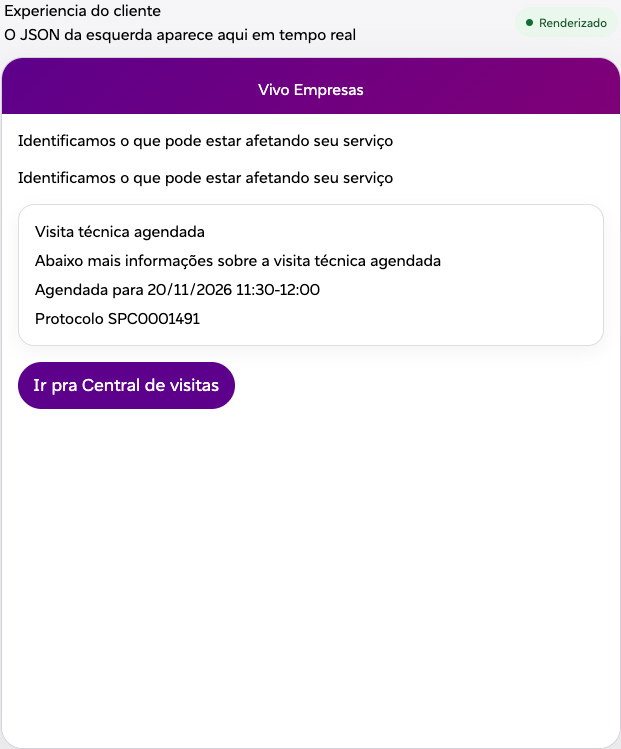 Experiencia do cliente
O JSON da esquerda aparece aqui em tempo real
Renderizado
Vivo Empresas
Identificamos o que pode estar afetando seu serviço
Identificamos o que pode estar afetando seu serviço
Visita técnica agendada
Abaixo mais informações sobre a visita técnica agendada
Agendada para 20/11/2026 11:30-12:00
Protocolo SPC0001491
Ir pra Central de visitas